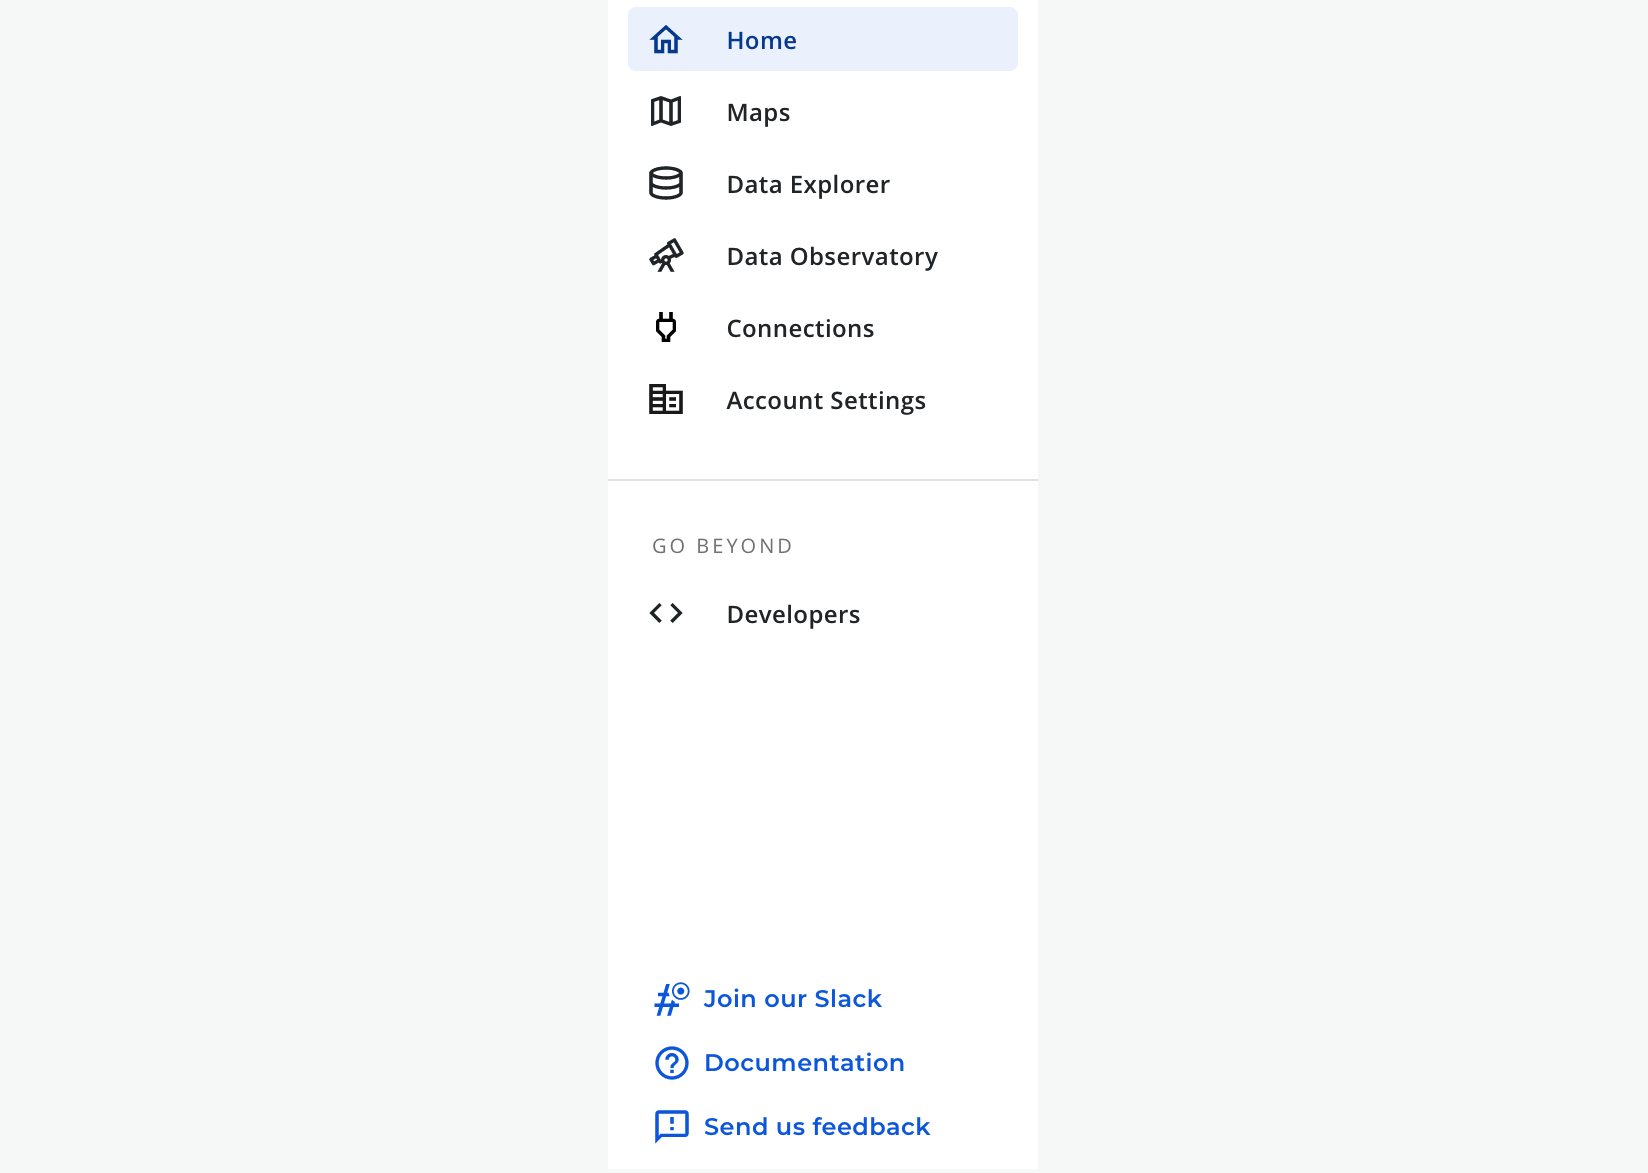 Home
Maps
Data Explorer
Data Observatory
Connections
Account Settings
GO BEYOND
Developers
Join our Slack
Documentation
Send us feedback